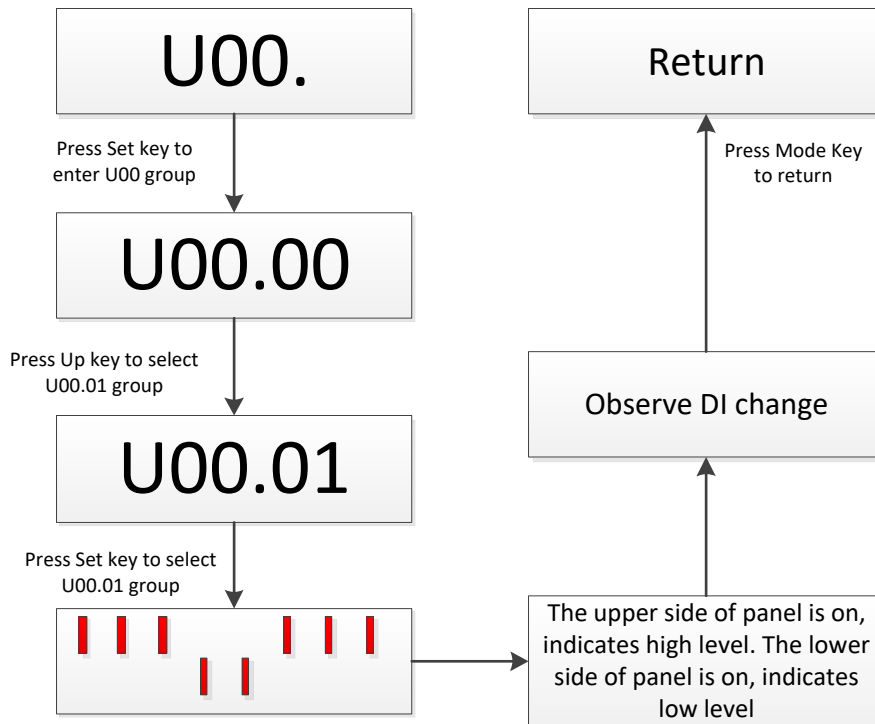 U00.
Press Set key to
enter U00 group
U00.00
Press Up key to select
U00.01 group
U00.01
Press Set key to select
U00.01 group
The upper side of panel is on,
indicates high level. The lower
side of panel is on, indicates
low level
Observe DI change
Press Mode Key
to return
Return